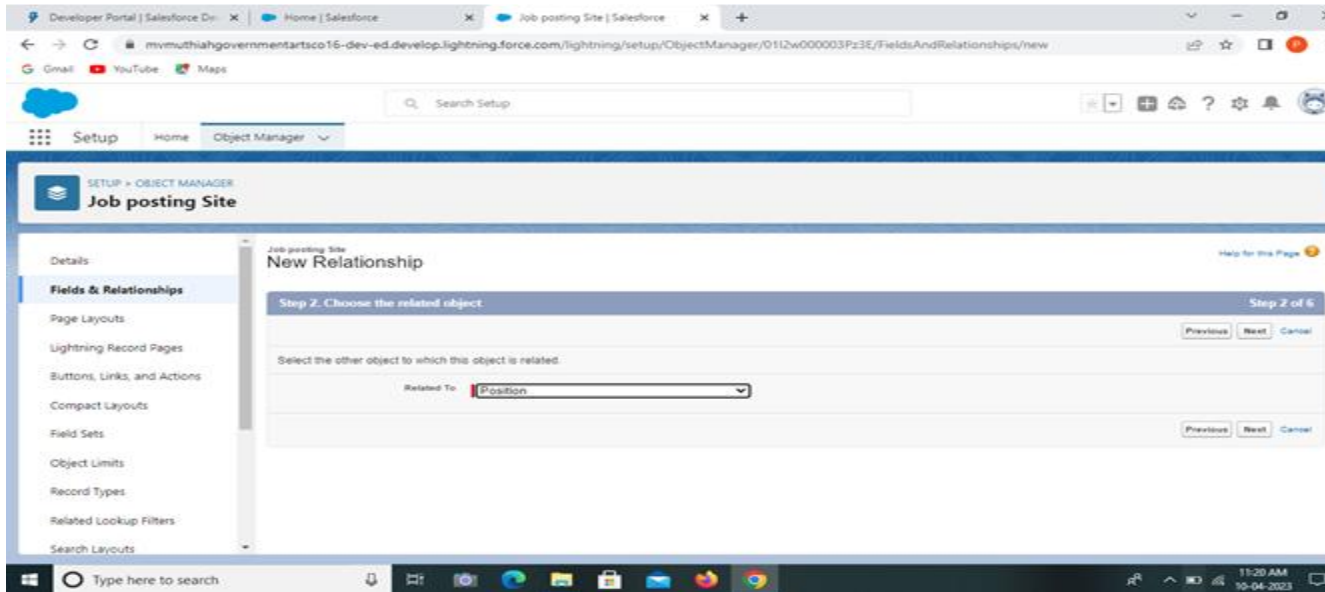 Developer Portal | Salesforce De
Home | Salesforce
Job posting Site | Salesforce
mvmuthiahgovernmentartsco16-dev-ed.develop.lightning.force.com/lightning/setup/ObjectManager/01I2w000003Pz3E/FieldsAndRelationships/new
Gmail
YouTube
Maps
Search Setup
Setup
Home
Object Manager
SETUP > OBJECT MANAGER
Job posting Site
Details
Fields & Relationships
Page Layouts
Lightning Record Pages
Buttons, Links, and Actions
Compact Layouts
Field Sets
Object Limits
Record Types
Related Lookup Filters
Search Layouts
Job posting Site
New Relationship
Help for this Page
Step 2. Choose the related object
Step 2 of 6
Previous Next Cancel
Select the other object to which this object is related.
Related To Position
Previous Next Cancel
Type here to search
11:20 AM
10-04-2023